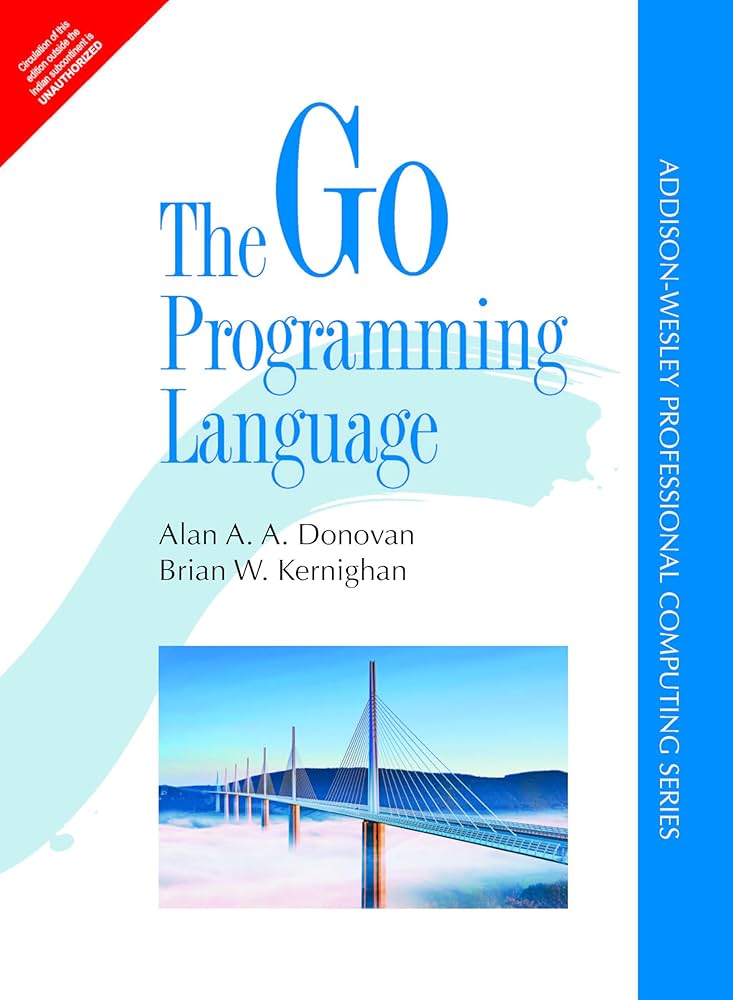 Circulation of this
edition outside the
Indian subcontinent is
UNAUTHORIZED
The Go
Programming
Language
Alan A. A. Donovan
Brian W. Kernighan
ADDISON-WESLEY PROFESSIONAL COMPUTING SERIES